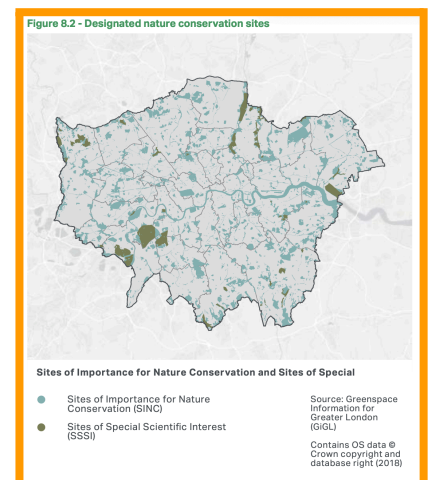 Figure 8.2 - Designated nature conservation sites
Sites of Importance for Nature Conservation and Sites of Special
Sites of Importance for Nature
Conservation (SINC)
Sites of Special Scientific Interest
(SSSI)
Source: Greenspace
Information for
Greater London
(GiGL)
Contains OS data ©
Crown copyright and
database right (2018)